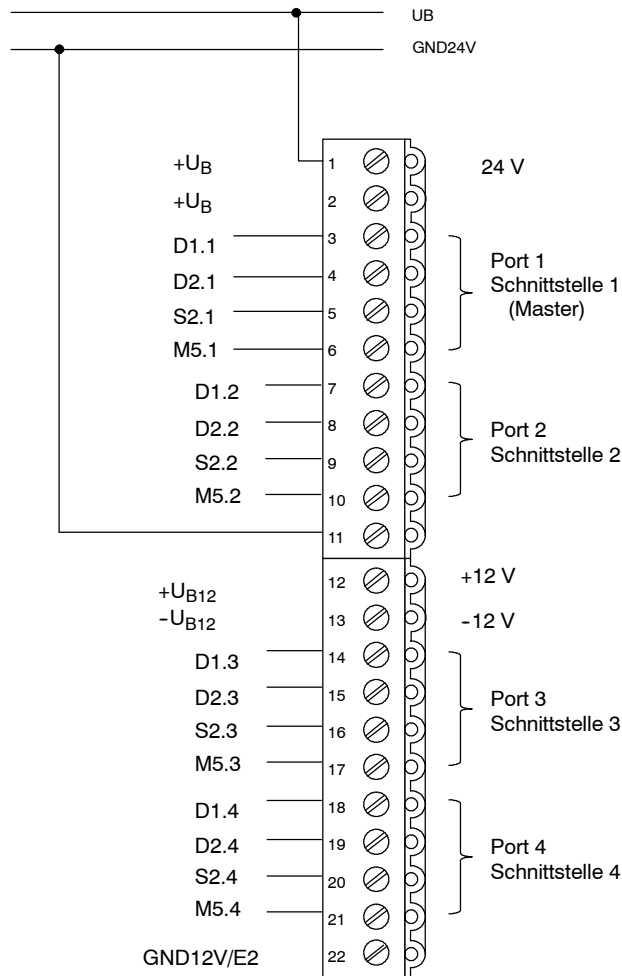 UB
GND24V
+UB 1 24 V
+UB 2
D1.1 3
D2.1 4
S2.1 5
M5.1 6
Port 1
Schnittstelle 1
(Master)
D1.2 7
D2.2 8
S2.2 9
M5.2 10
Port 2
Schnittstelle 2
11
+UB12 12 +12 V
-UB12 13 -12 V
D1.3 14
D2.3 15
S2.3 16
M5.3 17
Port 3
Schnittstelle 3
D1.4 18
D2.4 19
S2.4 20
M5.4 21
Port 4
Schnittstelle 4
GND12V/E2 22